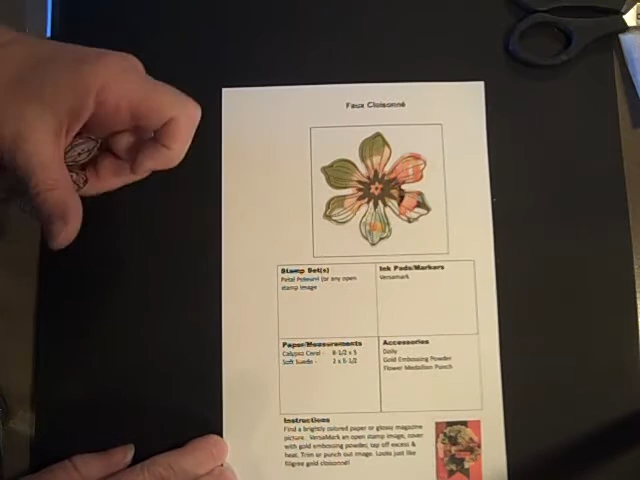 Faux Cloisonné
Stamp Set(s)
Petal Potpourri (or any open
stamp image
Ink Pads/Markers
Versamark
Paper/Measurements
Calypso Coral - 8-1/2 x 5
Soft Suede - 2 x 5-1/2
Accessories
Doily
Gold Embossing Powder
Flower Medallion Punch
Instructions
Find a brightly colored paper or glossy magazine
picture. VersaMark an open stamp image, cover
with gold embossing powder, tap off excess &
heat. Trim or punch out image. Looks just like
filigree gold cloisonné!